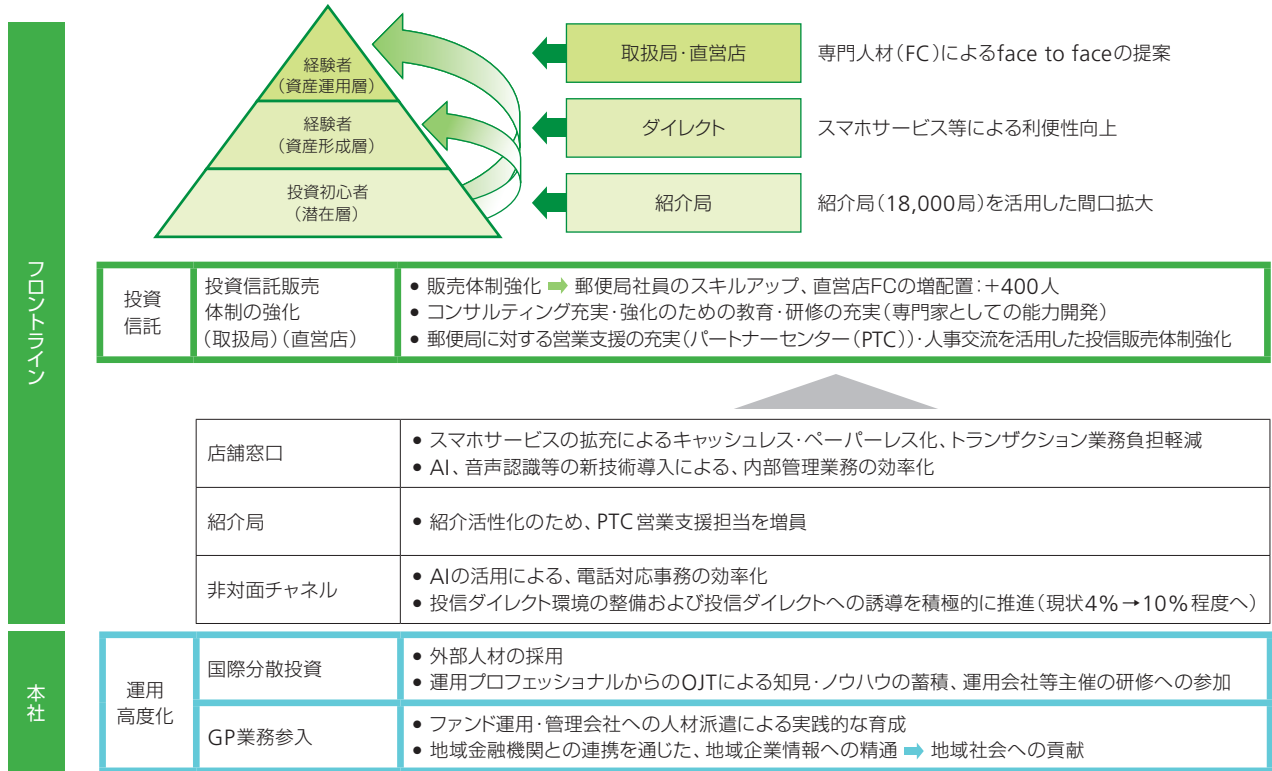 フロントライン
経験者
（資産運用層）
経験者
（資産形成層）
投資初心者
（潜在層）
取扱局・直営店
専門人材（FC）によるface to faceの提案
ダイレクト
スマホサービス等による利便性向上
紹介局
紹介局（18,000局）を活用した間口拡大
投資
信託
投資信託販売
体制の強化
（取扱局）（直営店）
● 販売体制強化 ➡ 郵便局社員のスキルアップ、直営店FCの増配置：＋400人
● コンサルティング充実・強化のための教育・研修の充実（専門家としての能力開発）
● 郵便局に対する営業支援の充実（パートナーセンター（PTC））・人事交流を活用した投信販売体制強化
店舗窓口
● スマホサービスの拡充によるキャッシュレス・ペーパーレス化、トランザクション業務負担軽減
● AI、音声認識等の新技術導入による、内部管理業務の効率化
紹介局
● 紹介活性化のため、PTC営業支援担当を増員
非対面チャネル
● AIの活用による、電話対応事務の効率化
● 投信ダイレクト環境の整備および投信ダイレクトへの誘導を積極的に推進（現状4％→10％程度へ）
本社
運用
高度化
国際分散投資
● 外部人材の採用
● 運用プロフェッショナルからのOJTによる知見・ノウハウの蓄積、運用会社等主催の研修への参加
GP業務参入
● ファンド運用・管理会社への人材派遣による実践的な育成
● 地域金融機関との連携を通じた、地域企業情報への精通 ➡ 地域社会への貢献